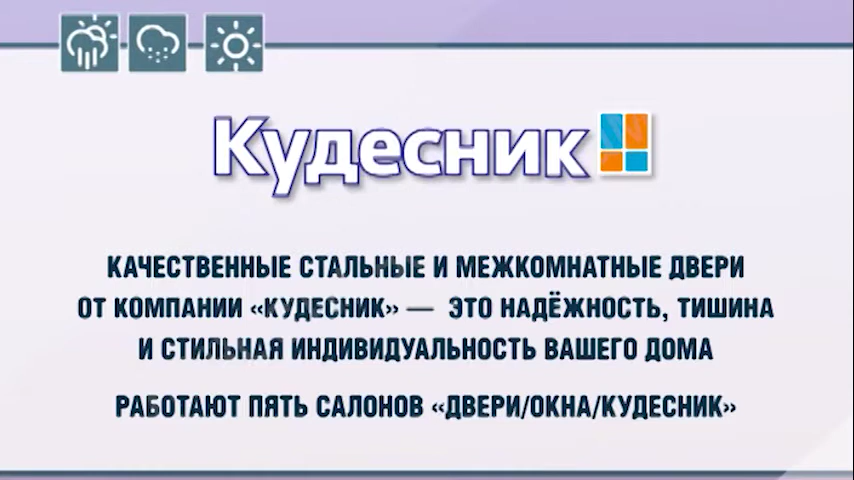 Кудесник
КАЧЕСТВЕННЫЕ СТАЛЬНЫЕ И МЕЖКОМНАТНЫЕ ДВЕРИ
ОТ КОМПАНИИ «КУДЕСНИК» — ЭТО НАДЁЖНОСТЬ, ТИШИНА
И СТИЛЬНАЯ ИНДИВИДУАЛЬНОСТЬ ВАШЕГО ДОМА
РАБОТАЮТ ПЯТЬ САЛОНОВ «ДВЕРИ/ОКНА/КУДЕСНИК»